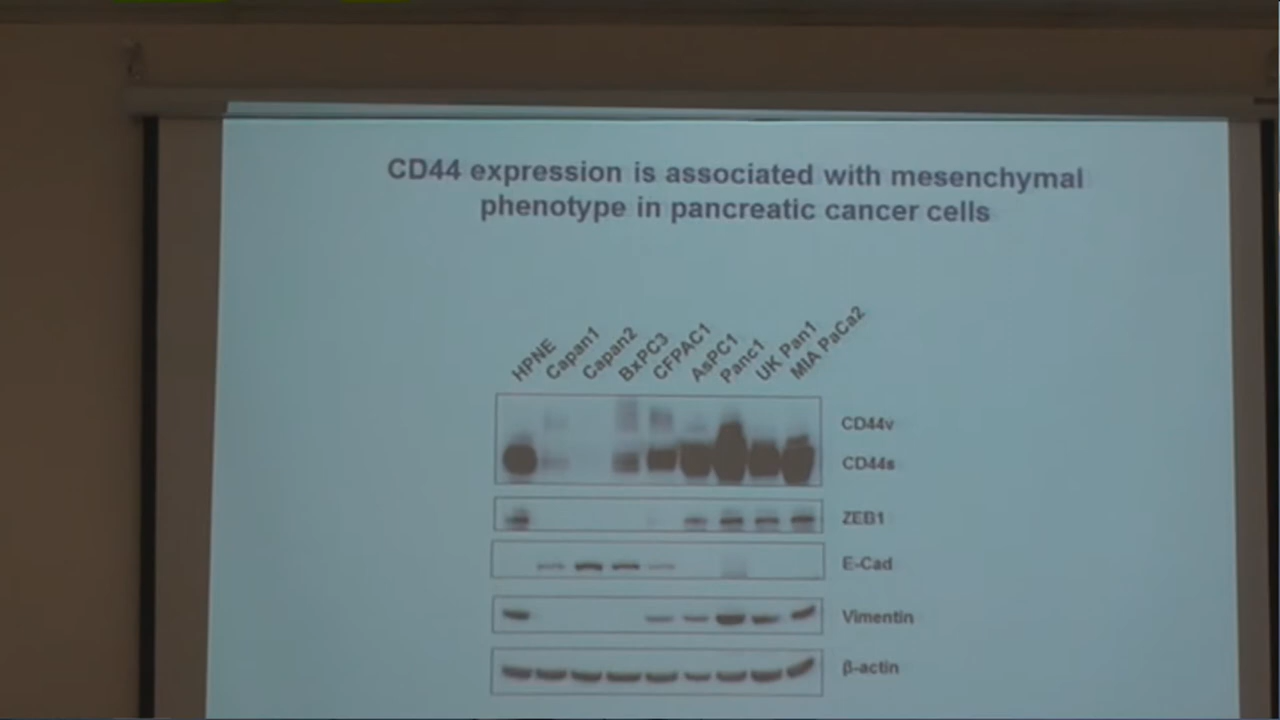 CD44 expression is associated with mesenchymal
phenotype in pancreatic cancer cells
HPNE
Capan1
Capan2
BxPC3
CFPAC1
AsPC1
Panc1
UK Pan1
MIA PaCa2
CD44v
CD44s
ZEB1
E-Cad
Vimentin
β-actin